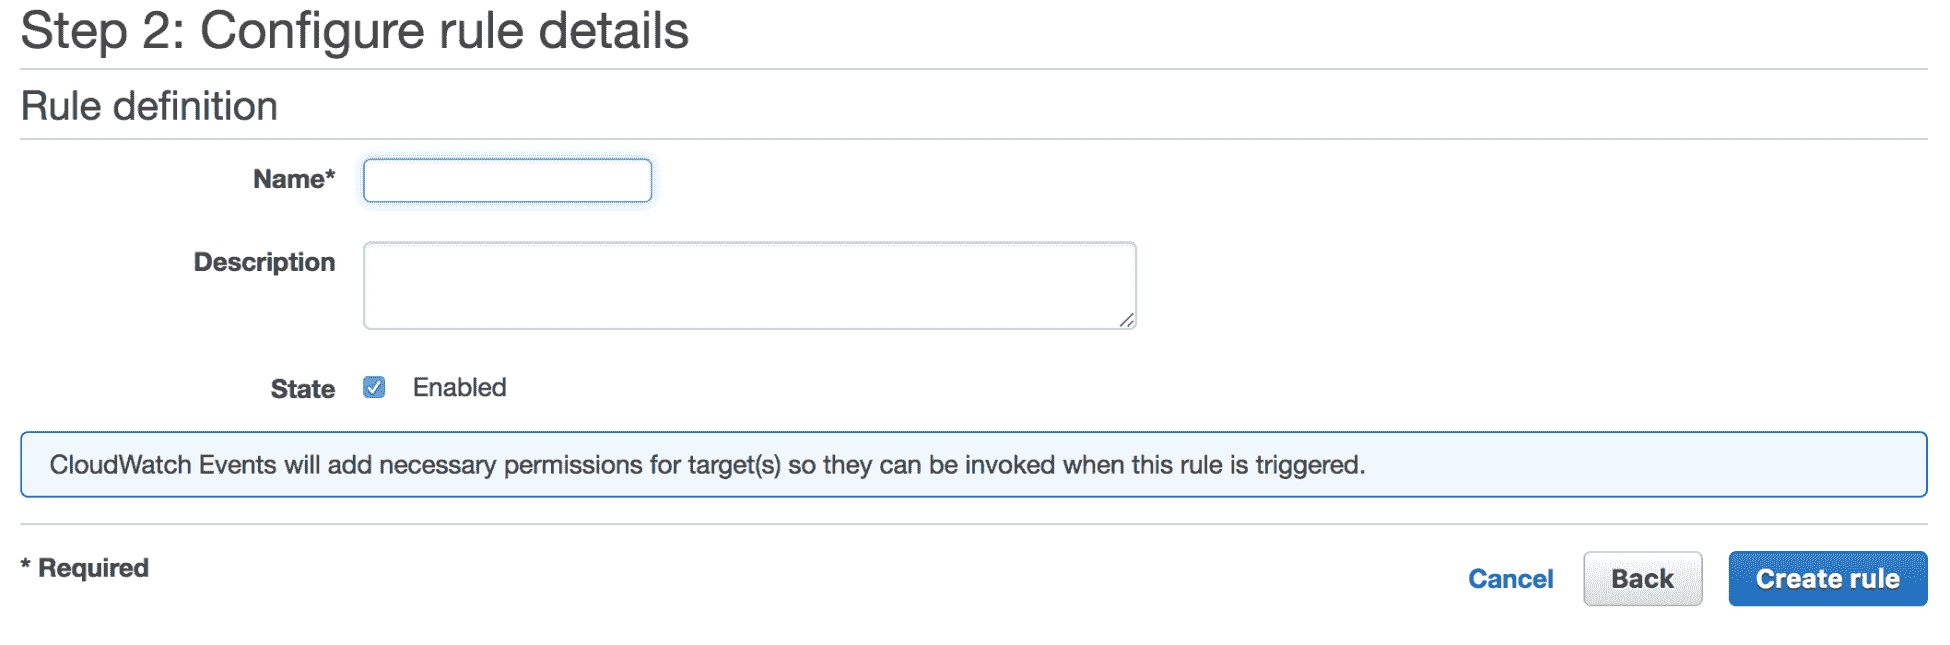 Step 2: Configure rule details
Rule definition
Name*
Description
State Enabled
CloudWatch Events will add necessary permissions for target(s) so they can be invoked when this rule is triggered.
* Required
Cancel Back Create rule